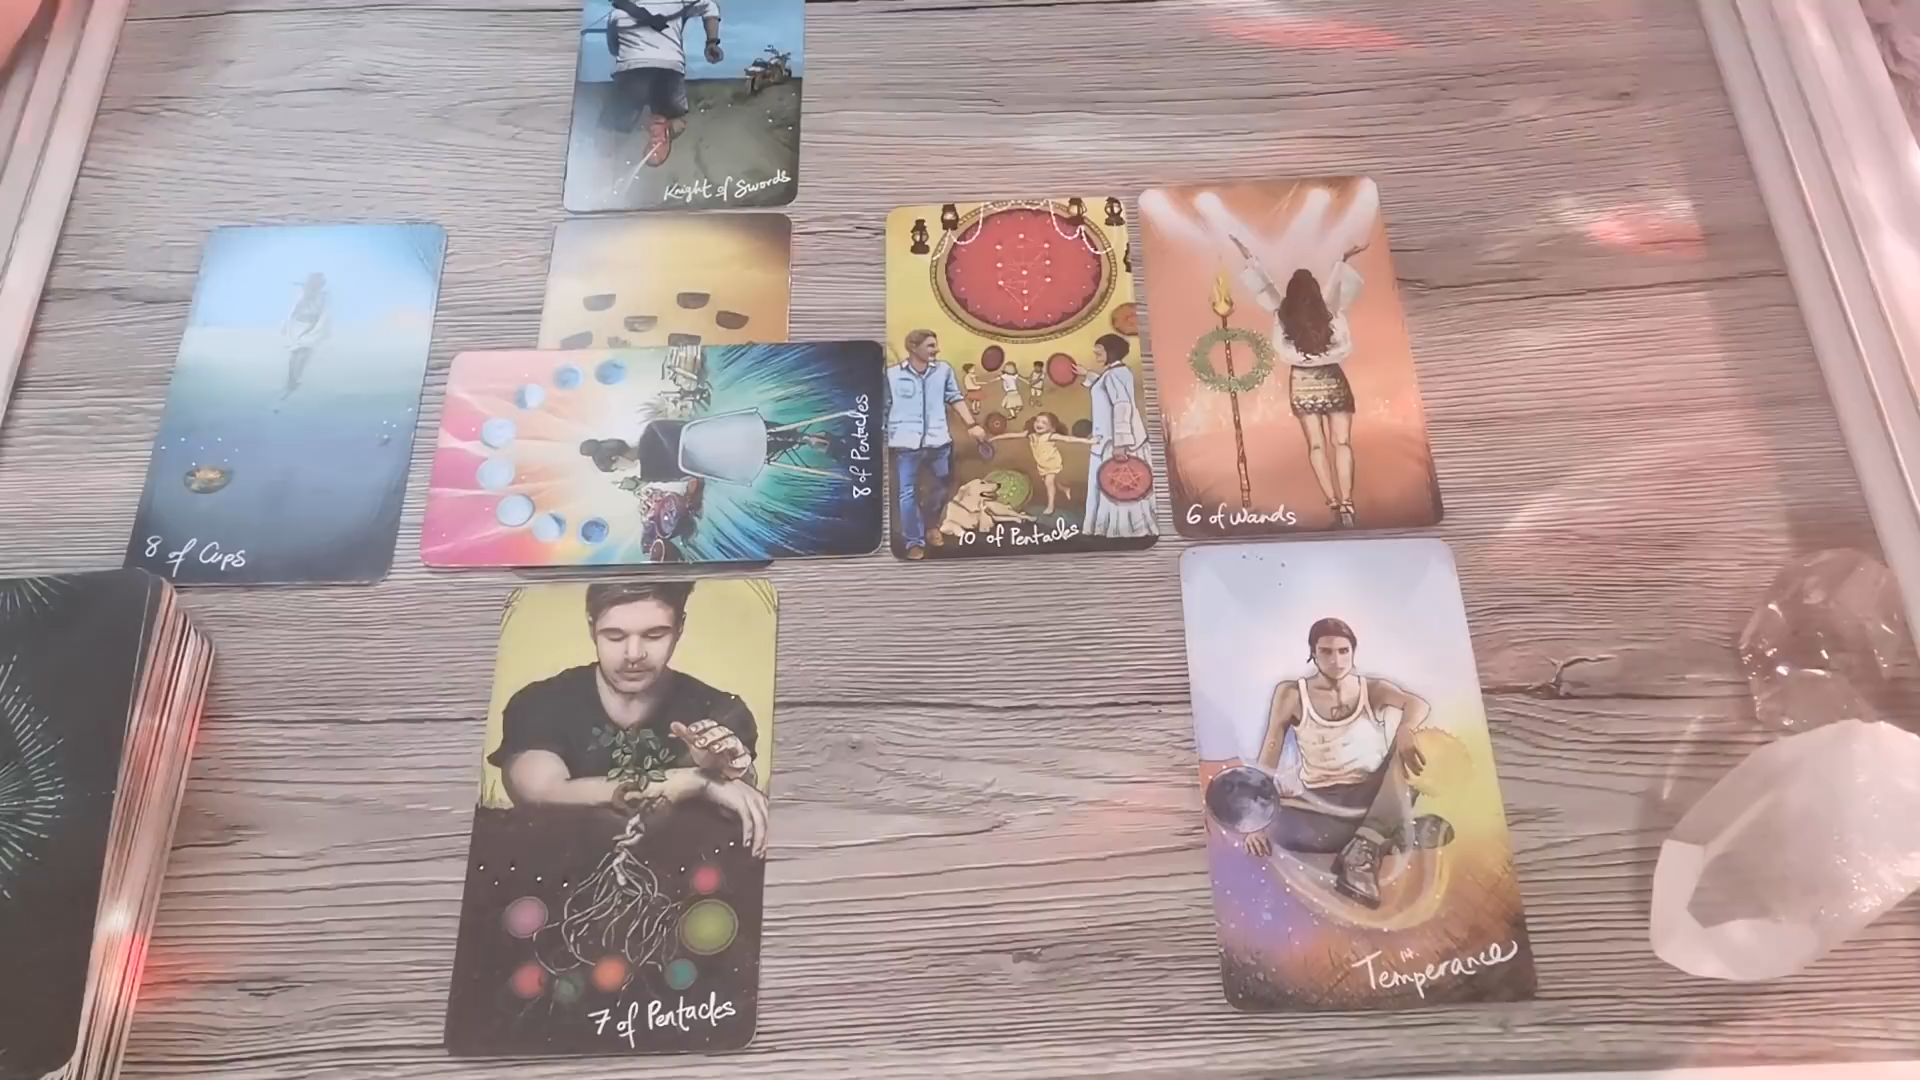 Knight of Swords
8 of Cups
8 of Pentacles
10 of Pentacles
6 of Wands
7 of Pentacles
14.
Temperance